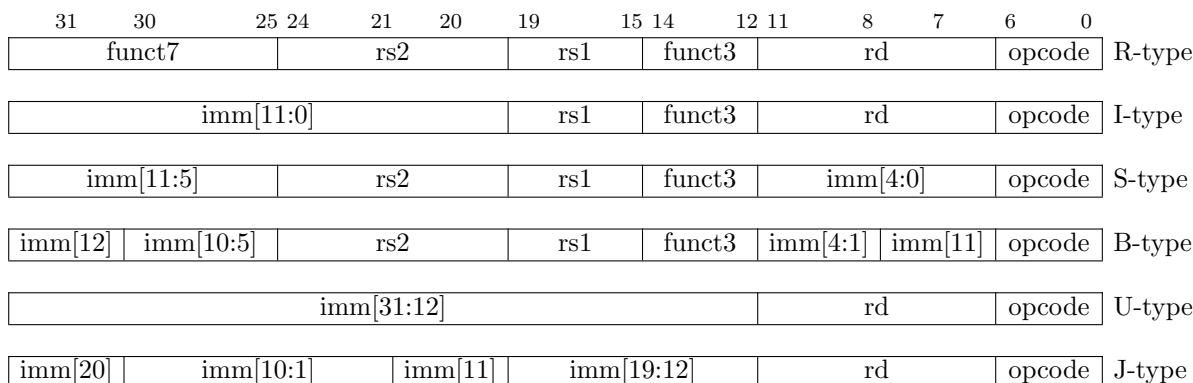 31 30 25 24 21 20 19 15 14 12 11 8 7 6 0
funct7 rs2 rs1 funct3 rd opcode R-type
imm[11:0] rs1 funct3 rd opcode I-type
imm[11:5] rs2 rs1 funct3 imm[4:0] opcode S-type
imm[12] imm[10:5] rs2 rs1 funct3 imm[4:1] imm[11] opcode B-type
imm[31:12] rd opcode U-type
imm[20] imm[10:1] imm[11] imm[19:12] rd opcode J-type